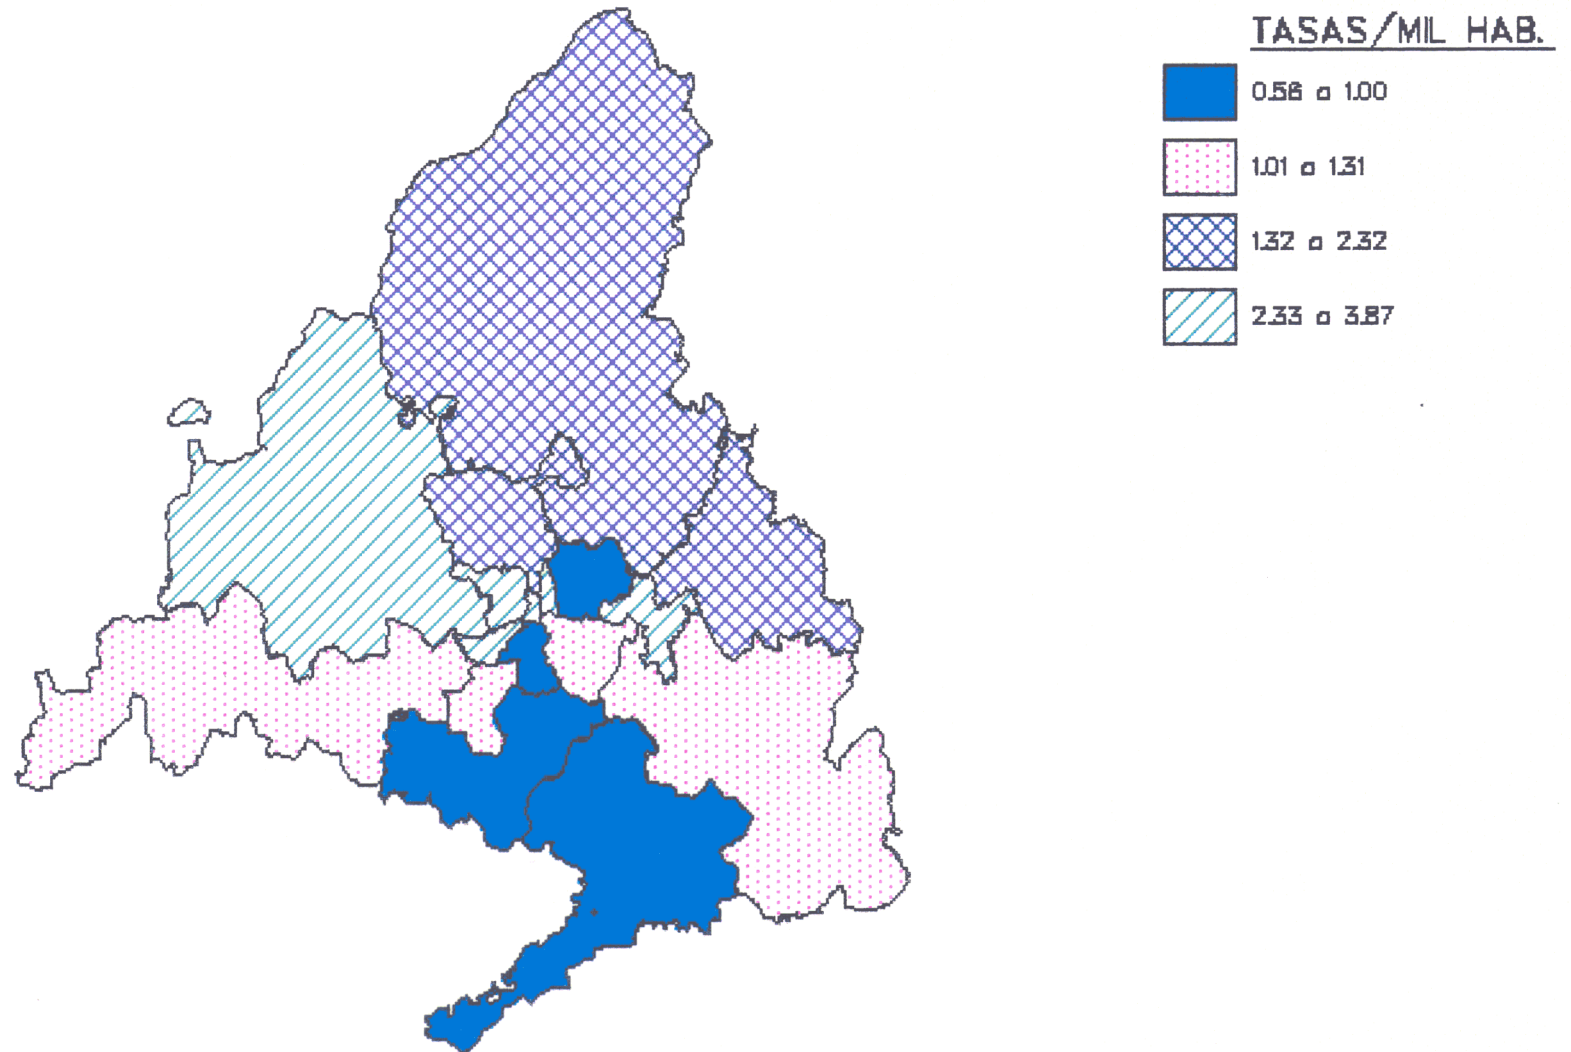 TASAS/MIL HAB.
0.56 a 1.00
1.01 a 1.31
1.32 a 2.32
2.33 a 3.87